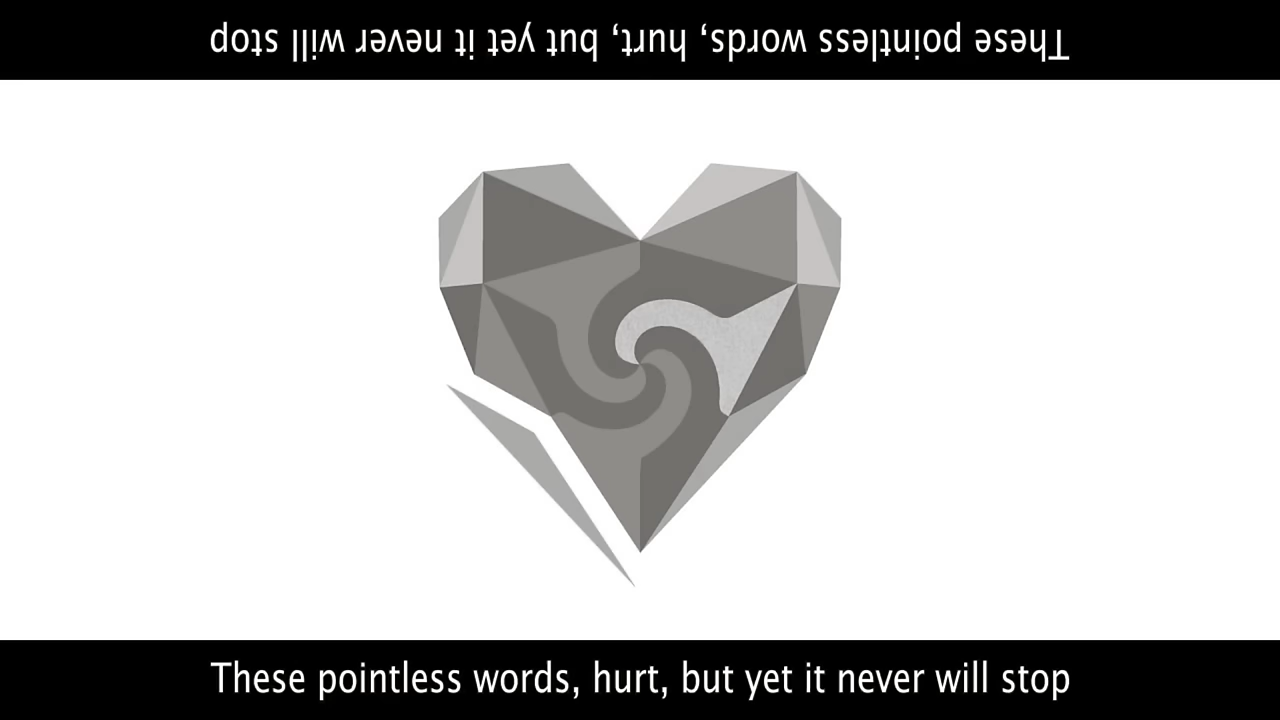 These pointless words, hurt, but yet it never will stop
These pointless words, hurt, but yet it never will stop